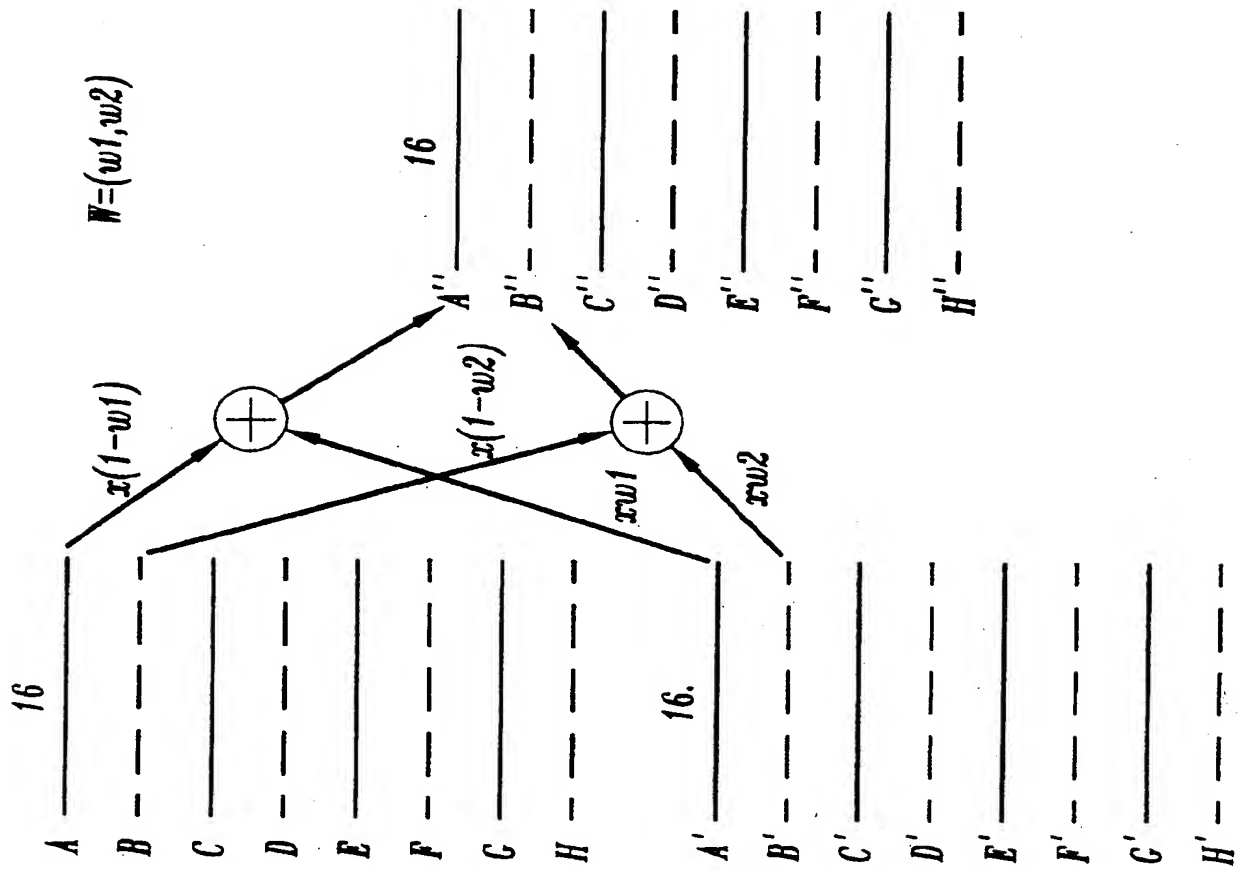 W=(w1,w2)
16
A
B
C
D
E
F
G
H
x(1-w1)
x(1-w2)
16.
A'
B'
C'
D'
E'
F'
G'
H'
xw1
xw2
16
A''
B''
C''
D''
E''
F''
G''
H''